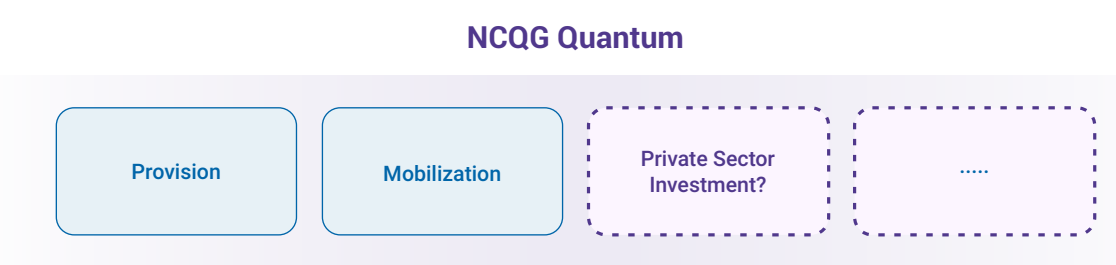 NCQG Quantum
Provision
Mobilization
Private Sector
Investment?
.....